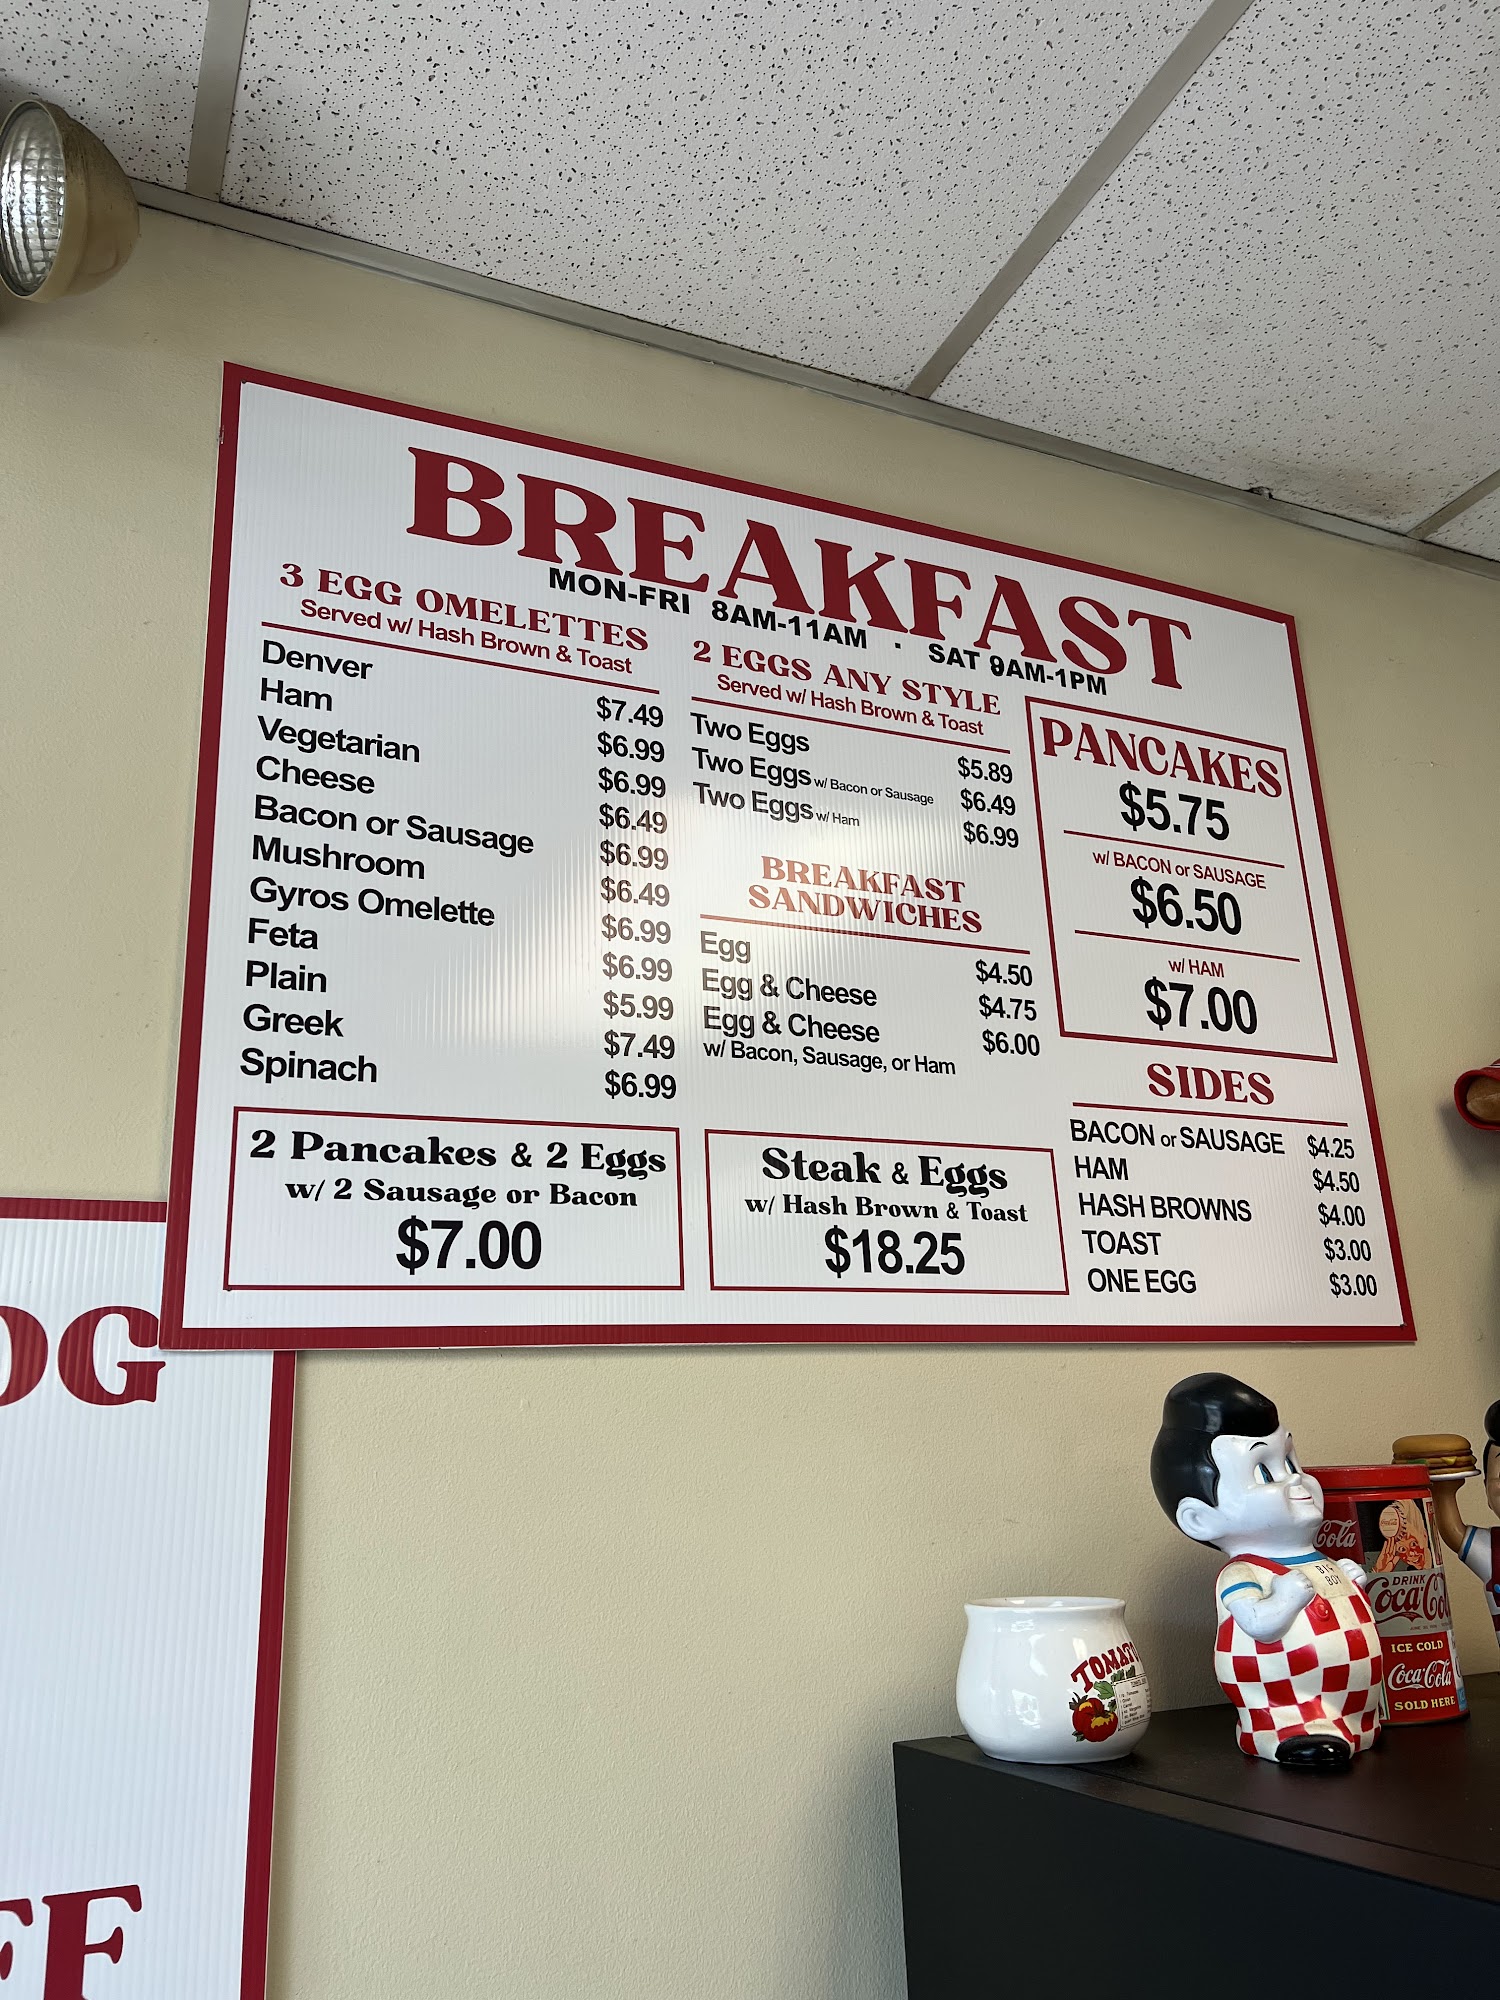 BREAKFAST
MON-FRI 8AM-11AM · SAT 9AM-1PM
3 EGG OMELETTES
Served w/ Hash Brown & Toast
Denver $7.49
Ham $6.99
Vegetarian $6.99
Cheese $6.49
Bacon or Sausage $6.99
Mushroom $6.49
Gyros Omelette $6.99
Feta $6.99
Plain $5.99
Greek $7.49
Spinach $6.99
2 Pancakes & 2 Eggs
w/ 2 Sausage or Bacon
$7.00
2 EGGS ANY STYLE
Served w/ Hash Brown & Toast
Two Eggs $5.89
Two Eggs w/ Bacon or Sausage $6.49
Two Eggs w/ Ham $6.99
BREAKFAST
SANDWICHES
Egg $4.50
Egg & Cheese $4.75
Egg & Cheese $6.00
w/ Bacon, Sausage, or Ham
Steak & Eggs
w/ Hash Brown & Toast
$18.25
PANCAKES
$5.75
w/ BACON or SAUSAGE
$6.50
w/ HAM
$7.00
SIDES
BACON or SAUSAGE $4.25
HAM $4.50
HASH BROWNS $4.00
TOAST $3.00
ONE EGG $3.00
OG
FF
TOMATO
BIG
BOY
Cola
DRINK
Coca-Co
ICE COLD
Coca-Cola
SOLD HERE